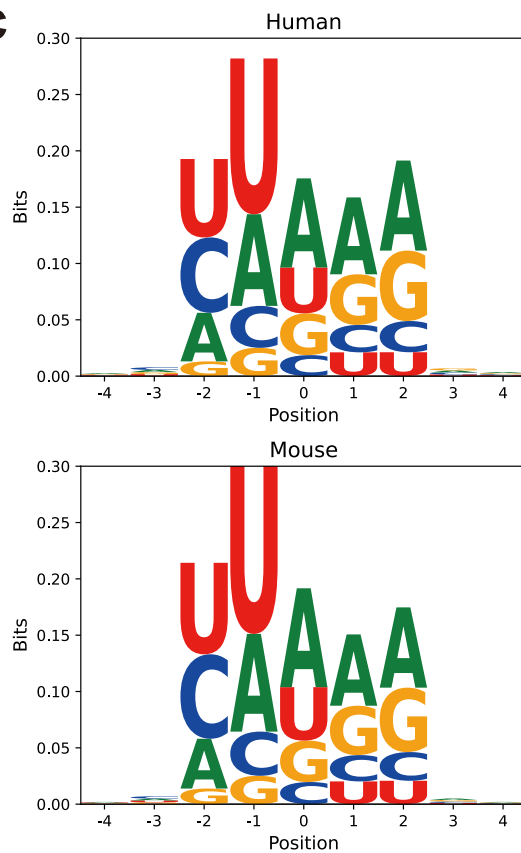 C
Human
0.30
0.25
0.20
0.15
0.10
0.05
0.00
Bits
U C A G
U A C G
A U G C
A G C U
A G C U
-4 -3 -2 -1 0 1 2 3 4
Position
Mouse
0.30
0.25
0.20
0.15
0.10
0.05
0.00
Bits
U C A G
U A C G
A U G C
A G C U
A G C U
-4 -3 -2 -1 0 1 2 3 4
Position